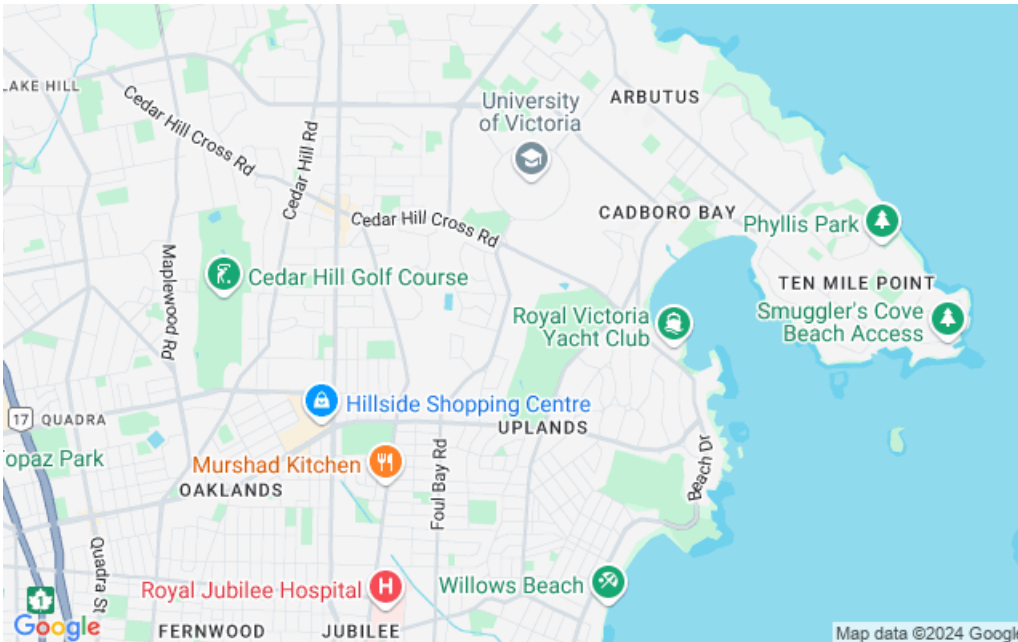 University
of Victoria
ARBUTUS
LAKE HILL
Cedar Hill Cross Rd
Cedar Hill Rd
Cedar Hill Cross Rd
CADBORO BAY
Phyllis Park
Maplewood Rd
Cedar Hill Golf Course
TEN MILE POINT
Royal Victoria
Yacht Club
Smuggler's Cove
Beach Access
17
QUADRA
Hillside Shopping Centre
UPLANDS
opaz Park
Murshad Kitchen
Foul Bay Rd
Beach Dr
OAKLANDS
Quadra St
Royal Jubilee Hospital
H
Willows Beach
1
Google
FERNWOOD
JUBILEE
Map data ©2024 Google